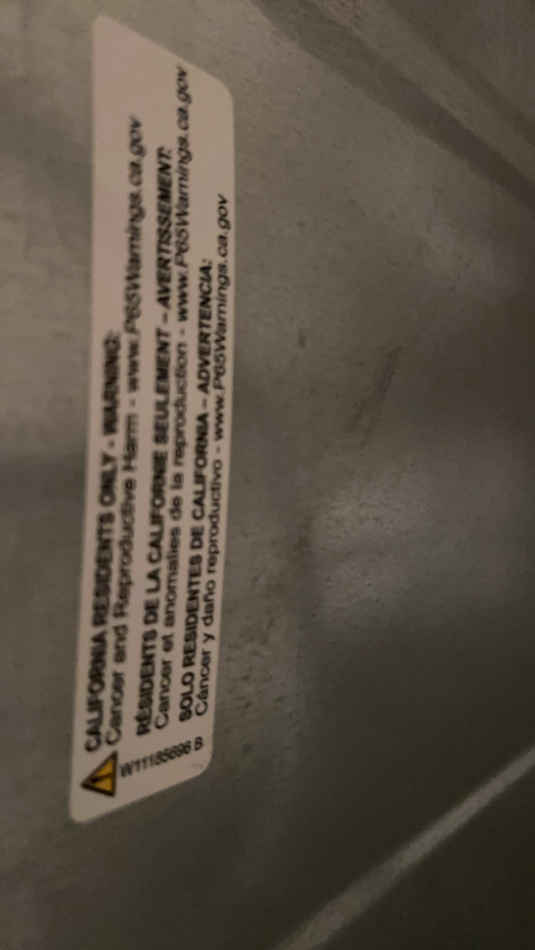 CALIFORNIA RESIDENTS ONLY - WARNING:
Cancer and Reproductive Harm - www.P65Warnings.ca.gov
RÉSIDENTS DE LA CALIFORNIE SEULEMENT – AVERTISSEMENT:
Cancer et anomalies de la reproduction - www.P65Warnings.ca.gov
SOLO RESIDENTES DE CALIFORNIA – ADVERTENCIA:
Cáncer y daño reproductivo - www.P65Warnings.ca.gov
W11185696 B